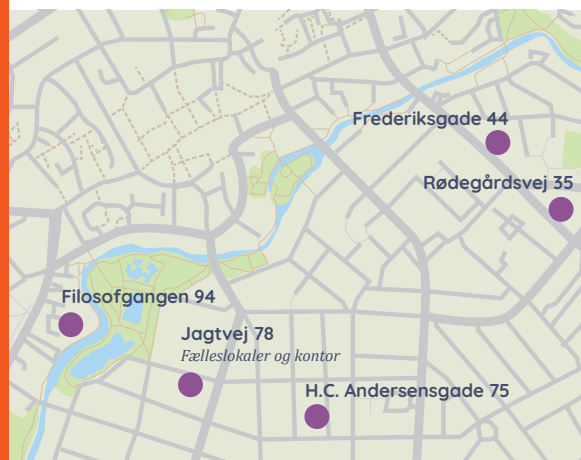 Frederiksgade 44
Rødegårdsvej 35
Filosofgangen 94
Jagtvej 78
Fælleslokaler og kontor
H.C. Andersensgade 75